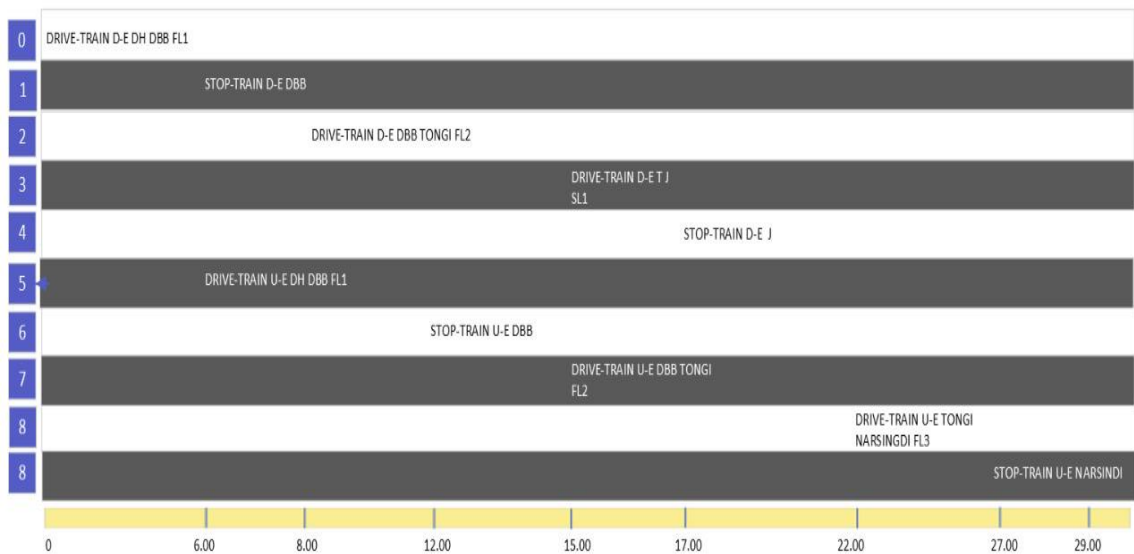 0
DRIVE-TRAIN D-E DH DBB FL1
1
STOP-TRAIN D-E DBB
2
DRIVE-TRAIN D-E DBB TONGI FL2
3
DRIVE-TRAIN D-E T J
SL1
4
STOP-TRAIN D-E J
5
DRIVE-TRAIN U-E DH DBB FL1
6
STOP-TRAIN U-E DBB
7
DRIVE-TRAIN U-E DBB TONGI
FL2
8
DRIVE-TRAIN U-E TONGI
NARSINGDI FL3
8
STOP-TRAIN U-E NARSINDI
0 6.00 8.00 12.00 15.00 17.00 22.00 27.00 29.00